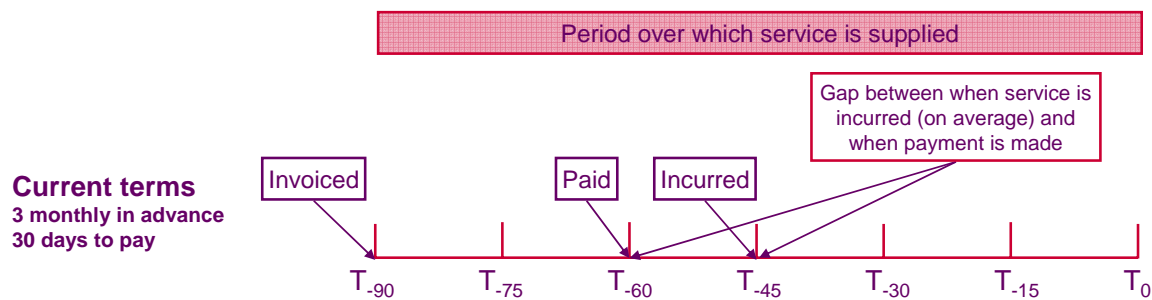 Period over which service is supplied
Gap between when service is
incurred (on average) and
when payment is made
Invoiced
Paid
Incurred
Current terms
3 monthly in advance
30 days to pay
T-90
T-75
T-60
T-45
T-30
T-15
T0